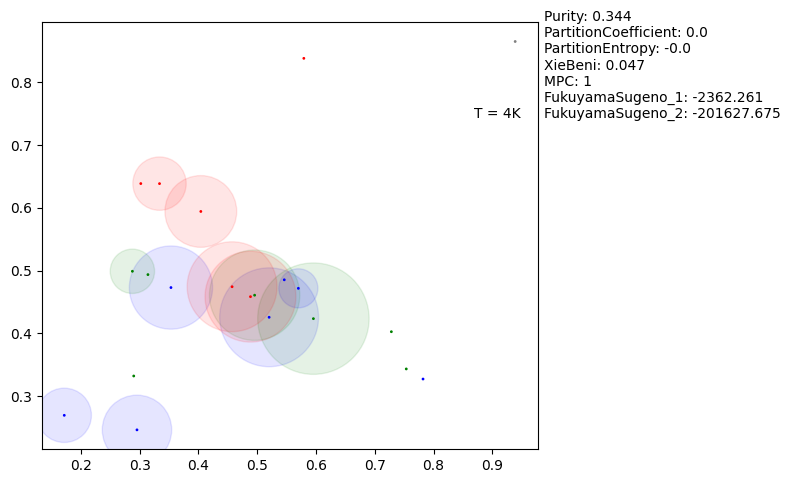 Purity: 0.344
PartitionCoefficient: 0.0
PartitionEntropy: -0.0
XieBeni: 0.047
MPC: 1
FukuyamaSugeno_1: -2362.261
FukuyamaSugeno_2: -201627.675
T = 4K
0.8
0.7
0.6
0.5
0.4
0.3
0.2 0.3 0.4 0.5 0.6 0.7 0.8 0.9